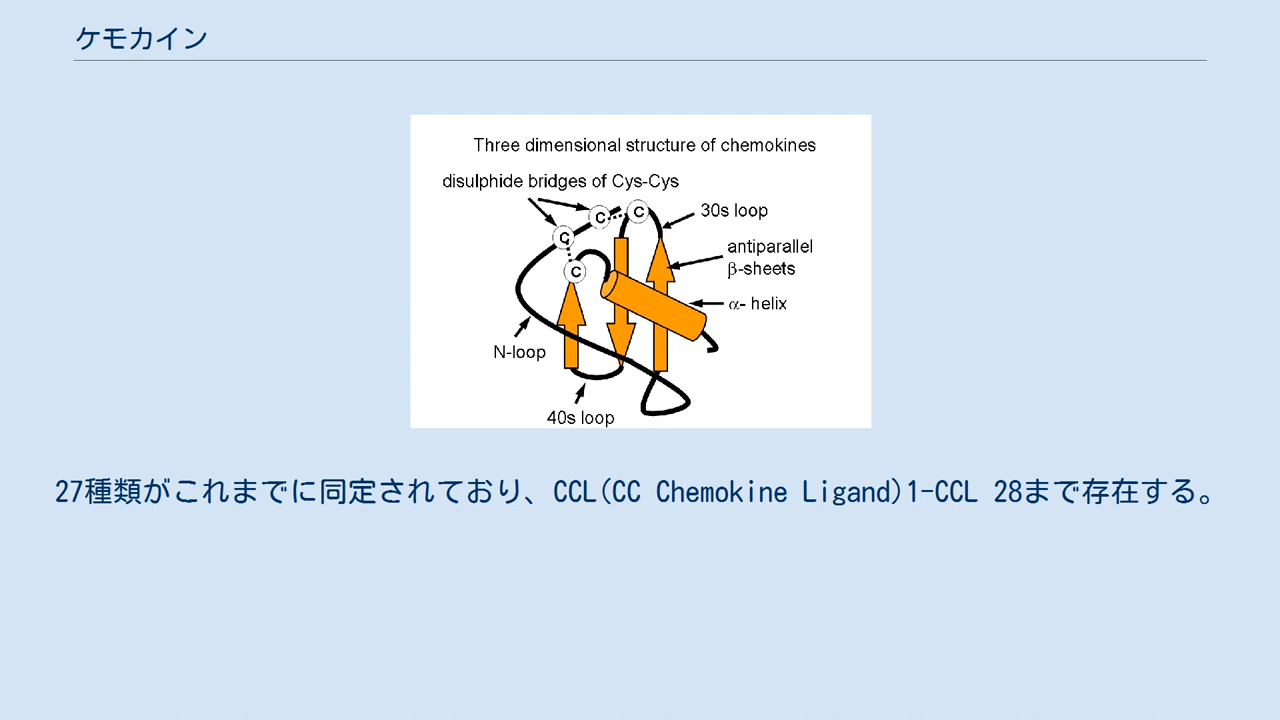 ケモカイン
Three dimensional structure of chemokines
disulphide bridges of Cys-Cys
C
C
30s loop
C
antiparallel
β-sheets
C
α- helix
N-loop
40s loop
27種類がこれまでに同定されており、CCL(CC Chemokine Ligand)1-CCL 28まで存在する。